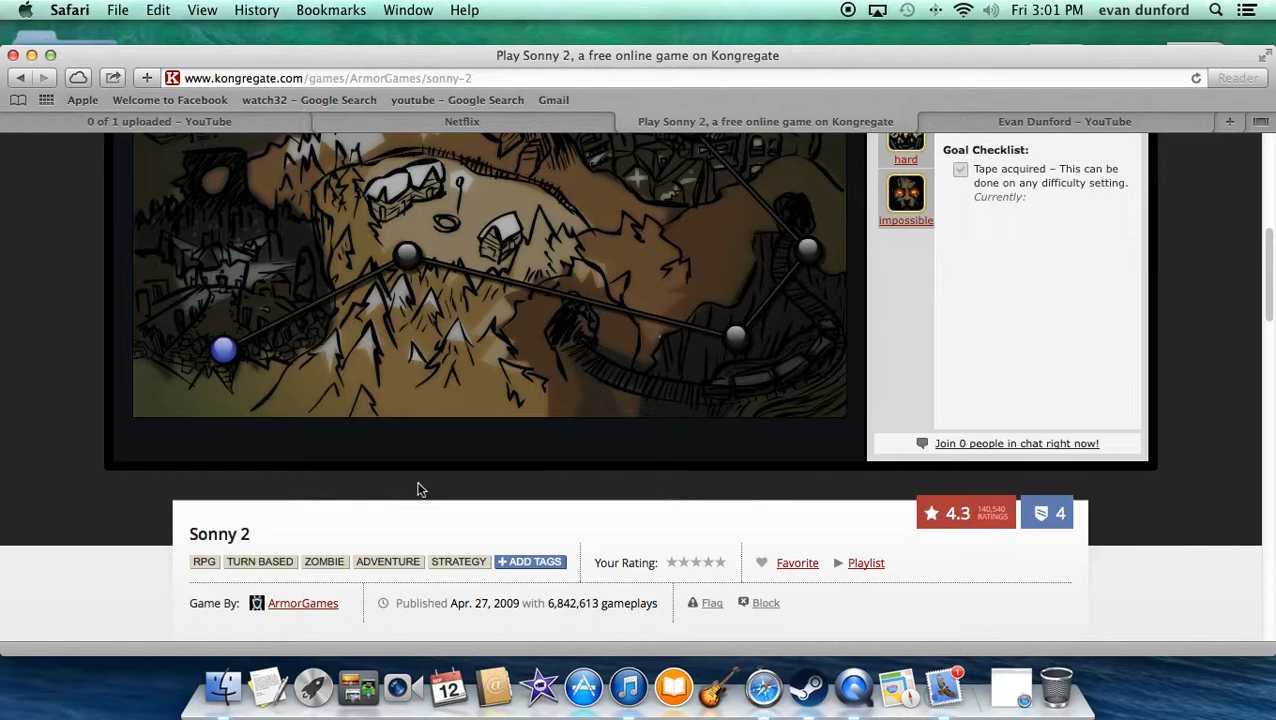 Safari File Edit View History Bookmarks Window Help Fri 3:01 PM evan dunford
Play Sonny 2, a free online game on Kongregate
www.kongregate.com/games/ArmorGames/sonny-2 Reader
Apple Welcome to Facebook watch32 – Google Search youtube – Google Search Gmail
0 of 1 uploaded – YouTube Netflix Play Sonny 2, a free online game on Kongregate Evan Dunford – YouTube
hard
impossible
Goal Checklist:
Tape acquired – This can be
done on any difficulty setting.
Currently:
Join 0 people in chat right now!
Sonny 2
4.3 140,540 RATINGS 4
RPG TURN BASED ZOMBIE ADVENTURE STRATEGY + ADD TAGS Your Rating: Favorite Playlist
Game By: ArmorGames Published Apr. 27, 2009 with 6,842,613 gameplays Flag Block
SEP
12
1